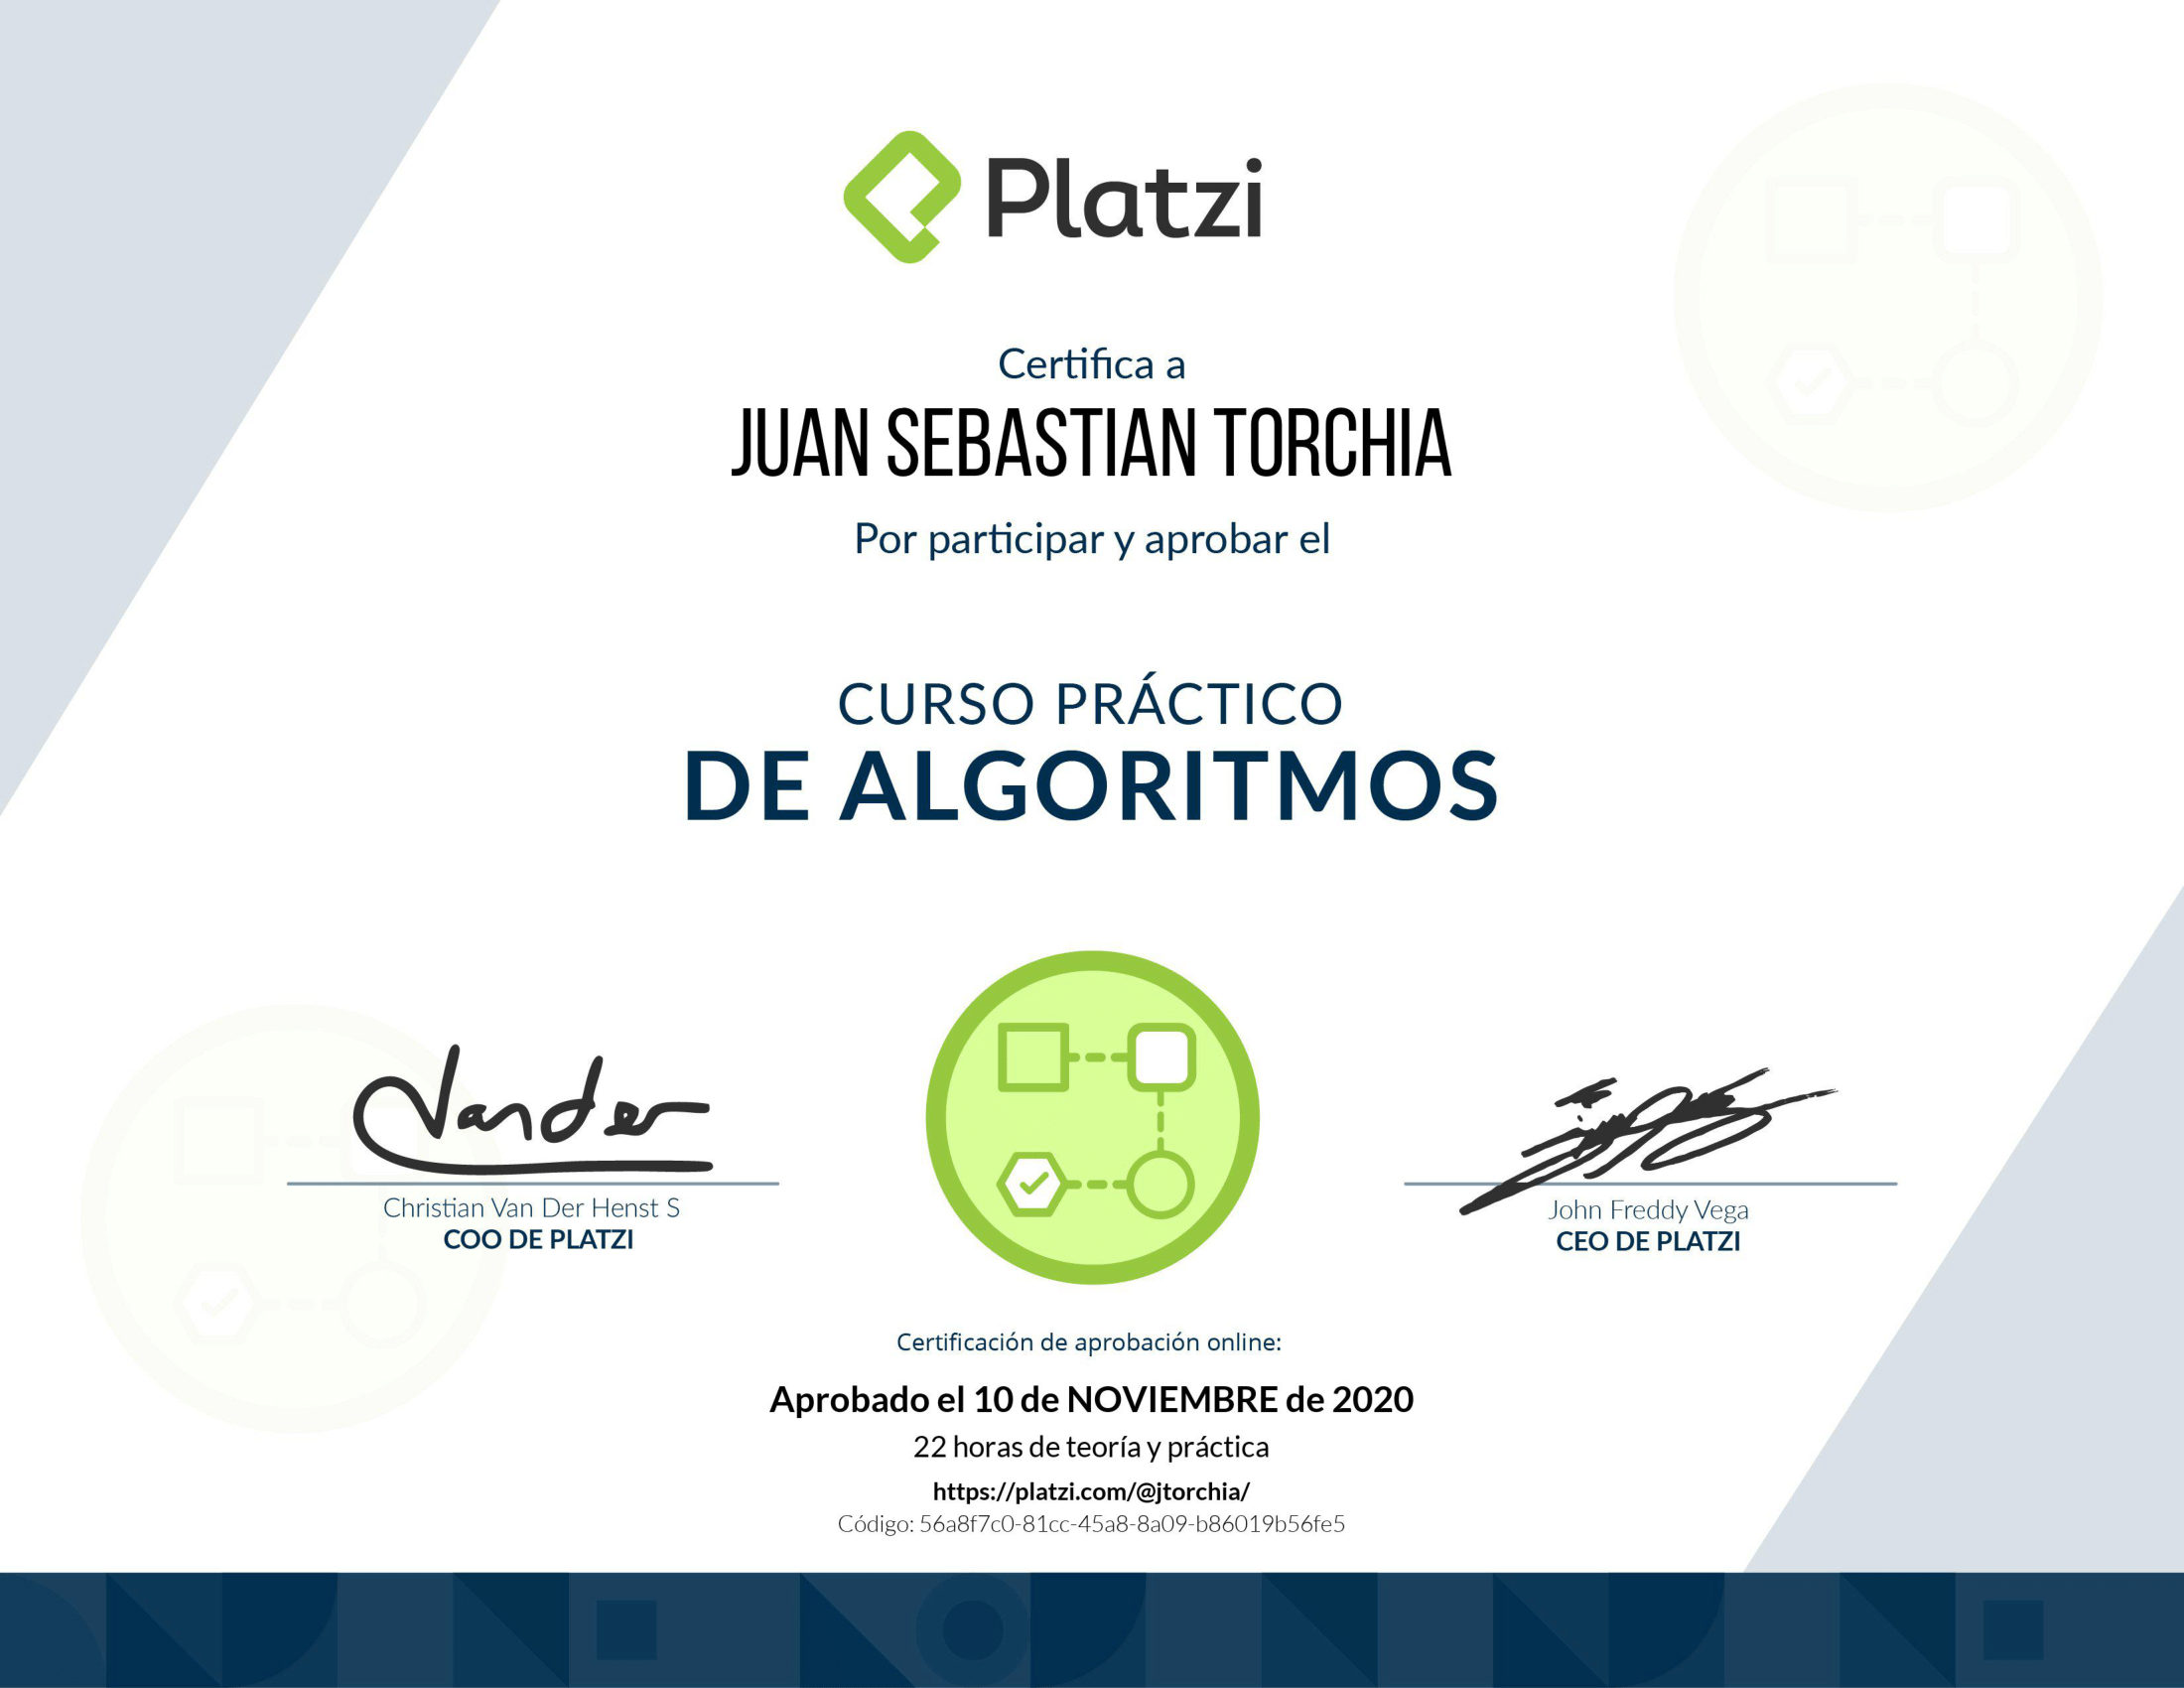 Platzi
Certifica a
JUAN SEBASTIAN TORCHIA
Por participar y aprobar el
CURSO PRÁCTICO
DE ALGORITMOS
Vander
Christian Van Der Henst S
COO DE PLATZI
John Freddy Vega
CEO DE PLATZI
Certificación de aprobación online:
Aprobado el 10 de NOVIEMBRE de 2020
22 horas de teoría y práctica
https://platzi.com/@jtorchia/
Código: 56a8f7c0-81cc-45a8-8a09-b86019b56fe5